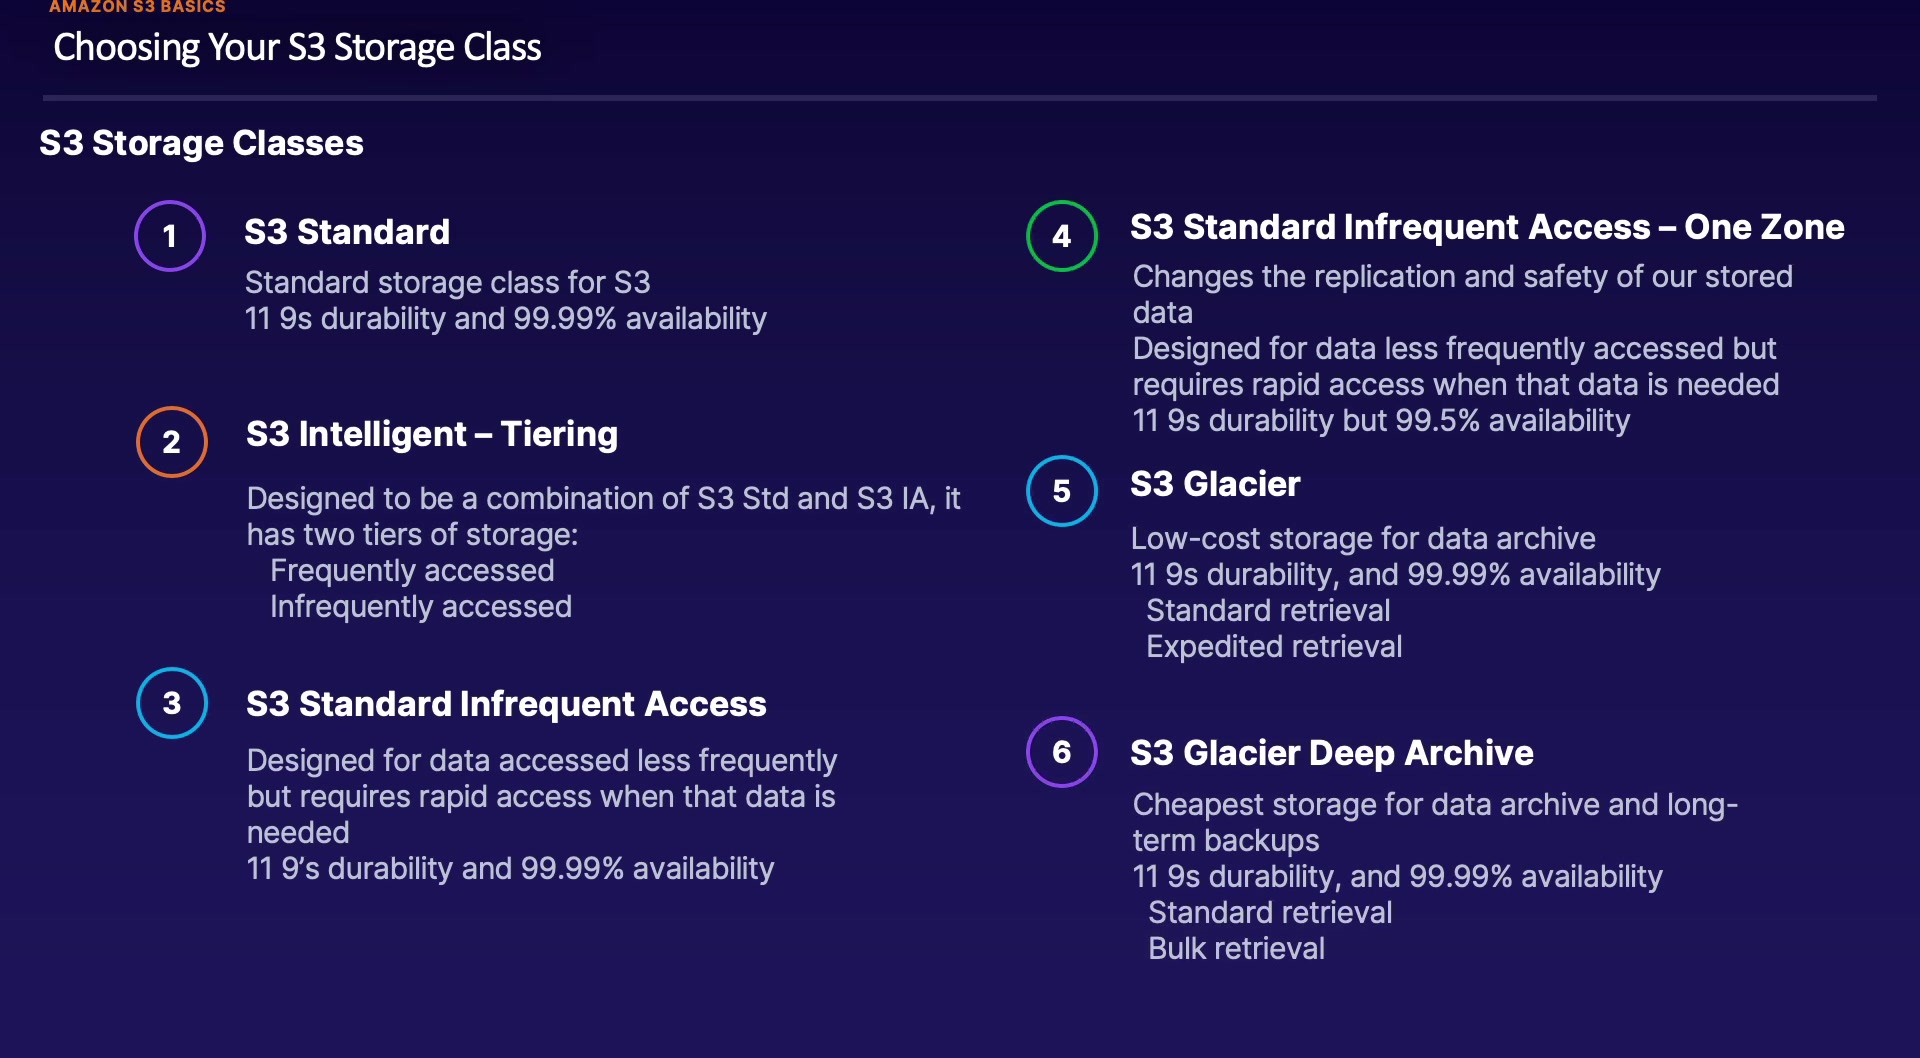 AMAZON S3 BASICS
Choosing Your S3 Storage Class
S3 Storage Classes
1
S3 Standard
Standard storage class for S3
11 9s durability and 99.99% availability
2
S3 Intelligent – Tiering
Designed to be a combination of S3 Std and S3 IA, it
has two tiers of storage:
Frequently accessed
Infrequently accessed
3
S3 Standard Infrequent Access
Designed for data accessed less frequently
but requires rapid access when that data is
needed
11 9’s durability and 99.99% availability
4
S3 Standard Infrequent Access – One Zone
Changes the replication and safety of our stored
data
Designed for data less frequently accessed but
requires rapid access when that data is needed
11 9s durability but 99.5% availability
5
S3 Glacier
Low-cost storage for data archive
11 9s durability, and 99.99% availability
Standard retrieval
Expedited retrieval
6
S3 Glacier Deep Archive
Cheapest storage for data archive and long-
term backups
11 9s durability, and 99.99% availability
Standard retrieval
Bulk retrieval